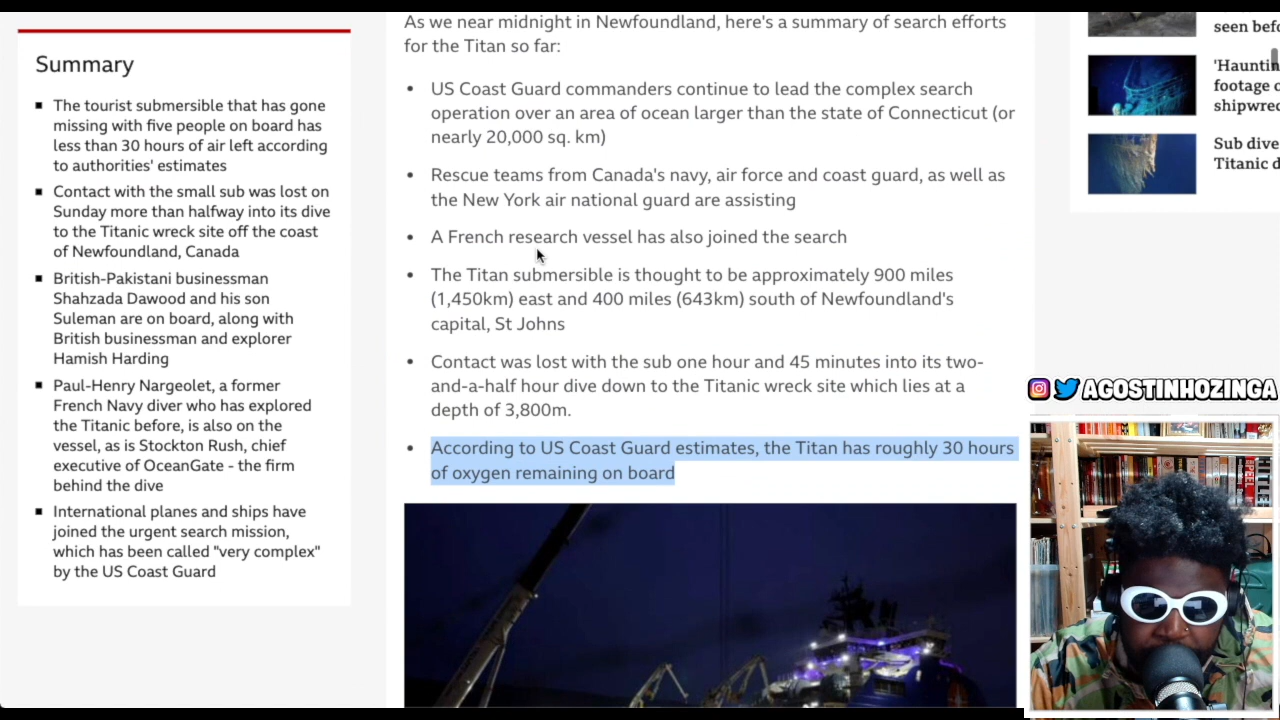 Summary
The tourist submersible that has gone
missing with five people on board has
less than 30 hours of air left according
to authorities' estimates
Contact with the small sub was lost on
Sunday more than halfway into its dive
to the Titanic wreck site off the coast
of Newfoundland, Canada
British-Pakistani businessman
Shahzada Dawood and his son
Suleman are on board, along with
British businessman and explorer
Hamish Harding
Paul-Henry Nargeolet, a former
French Navy diver who has explored
the Titanic before, is also on the
vessel, as is Stockton Rush, chief
executive of OceanGate - the firm
behind the dive
International planes and ships have
joined the urgent search mission,
which has been called "very complex"
by the US Coast Guard
As we near midnight in Newfoundland, here's a summary of search efforts
for the Titan so far:
US Coast Guard commanders continue to lead the complex search
operation over an area of ocean larger than the state of Connecticut (or
nearly 20,000 sq. km)
Rescue teams from Canada's navy, air force and coast guard, as well as
the New York air national guard are assisting
A French research vessel has also joined the search
The Titan submersible is thought to be approximately 900 miles
(1,450km) east and 400 miles (643km) south of Newfoundland's
capital, St Johns
Contact was lost with the sub one hour and 45 minutes into its two-
and-a-half hour dive down to the Titanic wreck site which lies at a
depth of 3,800m.
According to US Coast Guard estimates, the Titan has roughly 30 hours
of oxygen remaining on board
seen befo
'Hauntin
footage o
shipwrec
Sub dive
Titanic d
AGOSTINHOZINGA